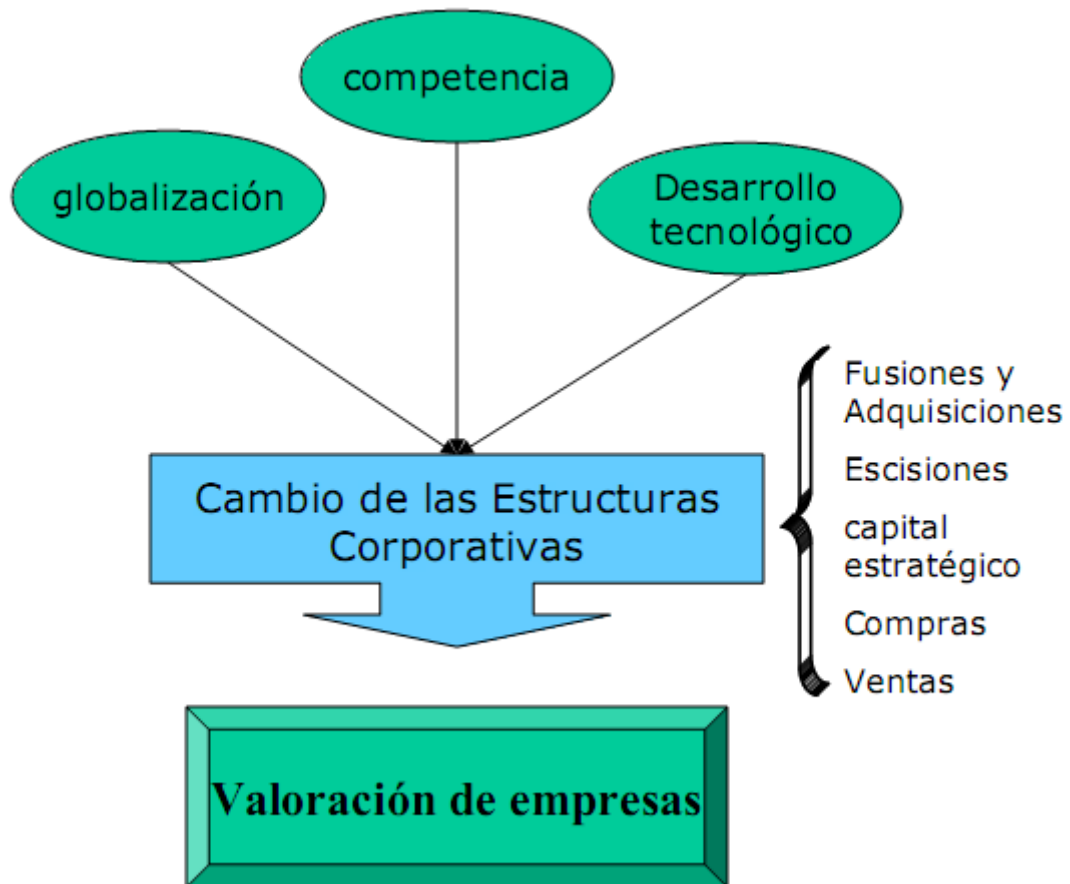 competencia
globalización
Desarrollo
tecnológico
Cambio de las Estructuras
Corporativas
Fusiones y
Adquisiciones
Escisiones
capital
estratégico
Compras
Ventas
Valoración de empresas